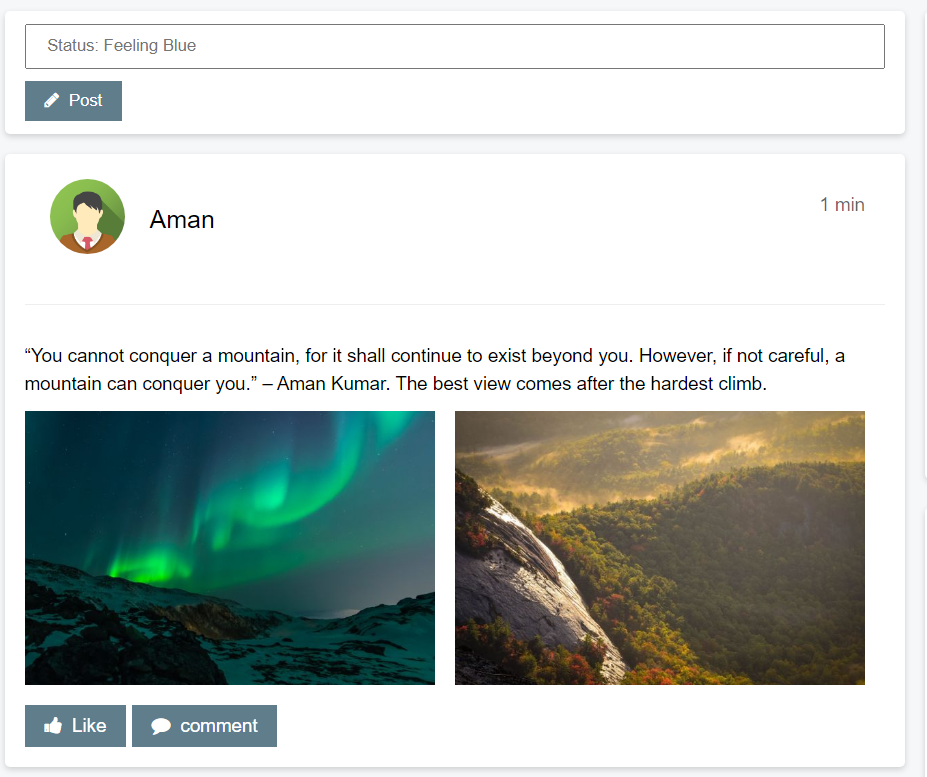 Status: Feeling Blue
Post
Aman
1 min
“You cannot conquer a mountain, for it shall continue to exist beyond you. However, if not careful, a
mountain can conquer you.” – Aman Kumar. The best view comes after the hardest climb.
Like
comment